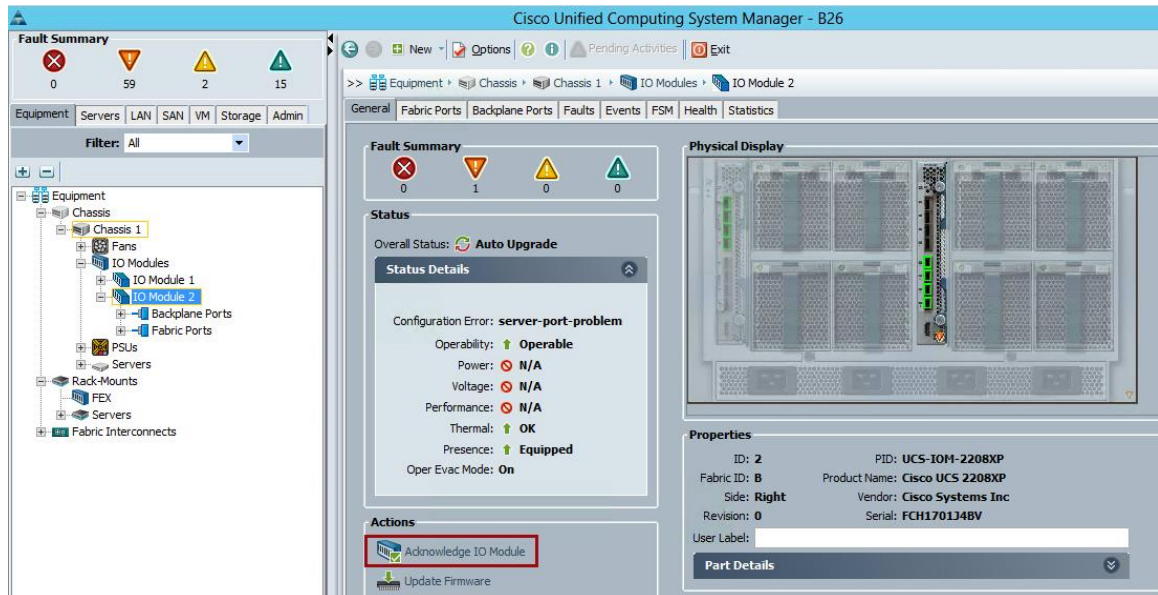 Cisco Unified Computing System Manager - B26
Fault Summary
0 59 2 15
Equipment Servers LAN SAN VM Storage Admin
Filter: All
Equipment
Chassis
Chassis 1
Fans
IO Modules
IO Module 1
IO Module 2
Backplane Ports
Fabric Ports
PSUs
Servers
Rack-Mounts
FEX
Servers
Fabric Interconnects
New Options Pending Activities Exit
>> Equipment Chassis Chassis 1 IO Modules IO Module 2
General Fabric Ports Backplane Ports Faults Events FSM Health Statistics
Fault Summary
0 1 0 0
Status
Overall Status: Auto Upgrade
Status Details
Configuration Error: server-port-problem
Operability: Operable
Power: N/A
Voltage: N/A
Performance: N/A
Thermal: OK
Presence: Equipped
Oper Evac Mode: On
Actions
Acknowledge IO Module
Update Firmware
Physical Display
Properties
ID: 2 PID: UCS-IOM-2208XP
Fabric ID: B Product Name: Cisco UCS 2208XP
Side: Right Vendor: Cisco Systems Inc
Revision: 0 Serial: FCH1701J4BV
User Label:
Part Details